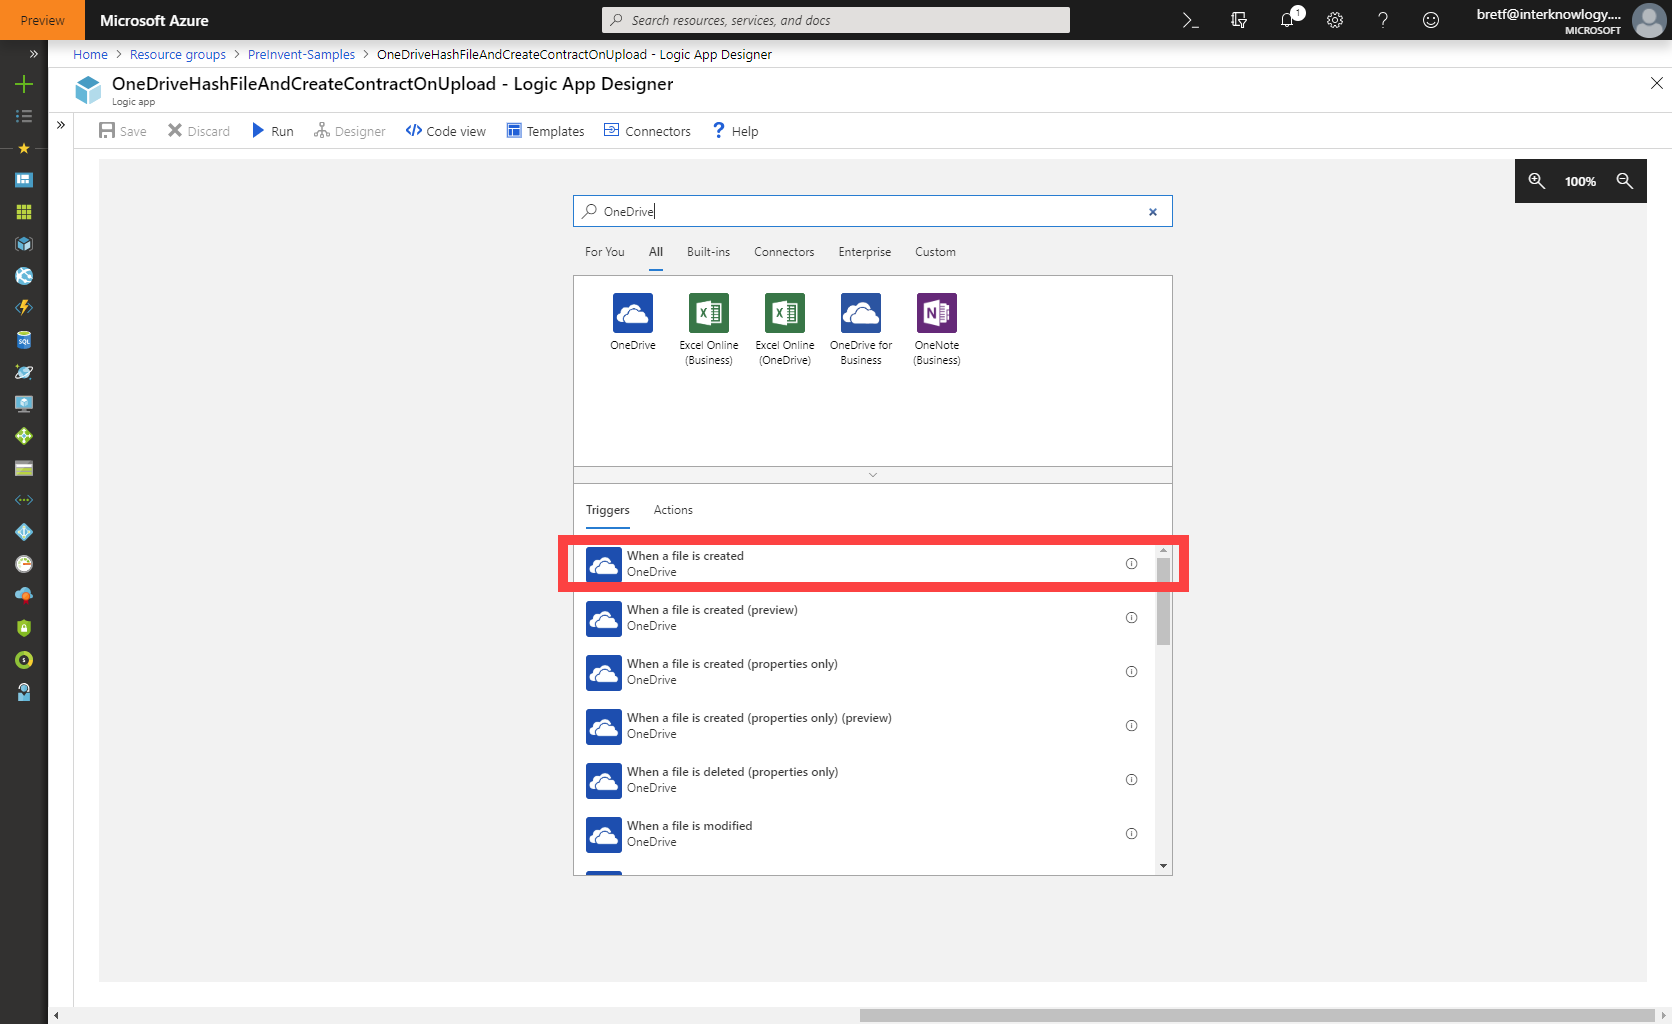 Preview
Microsoft Azure
Search resources, services, and docs
1
bretf@interknowlogy....
MICROSOFT
Home > Resource groups > PreInvent-Samples > OneDriveHashFileAndCreateContractOnUpload - Logic App Designer
OneDriveHashFileAndCreateContractOnUpload - Logic App Designer
Logic app
Save Discard Run Designer Code view Templates Connectors Help
100%
OneDrive
For You All Built-ins Connectors Enterprise Custom
OneDrive
Excel Online
(Business)
Excel Online
(OneDrive)
OneDrive for
Business
OneNote
(Business)
Triggers Actions
When a file is created
OneDrive
When a file is created (preview)
OneDrive
When a file is created (properties only)
OneDrive
When a file is created (properties only) (preview)
OneDrive
When a file is deleted (properties only)
OneDrive
When a file is modified
OneDrive